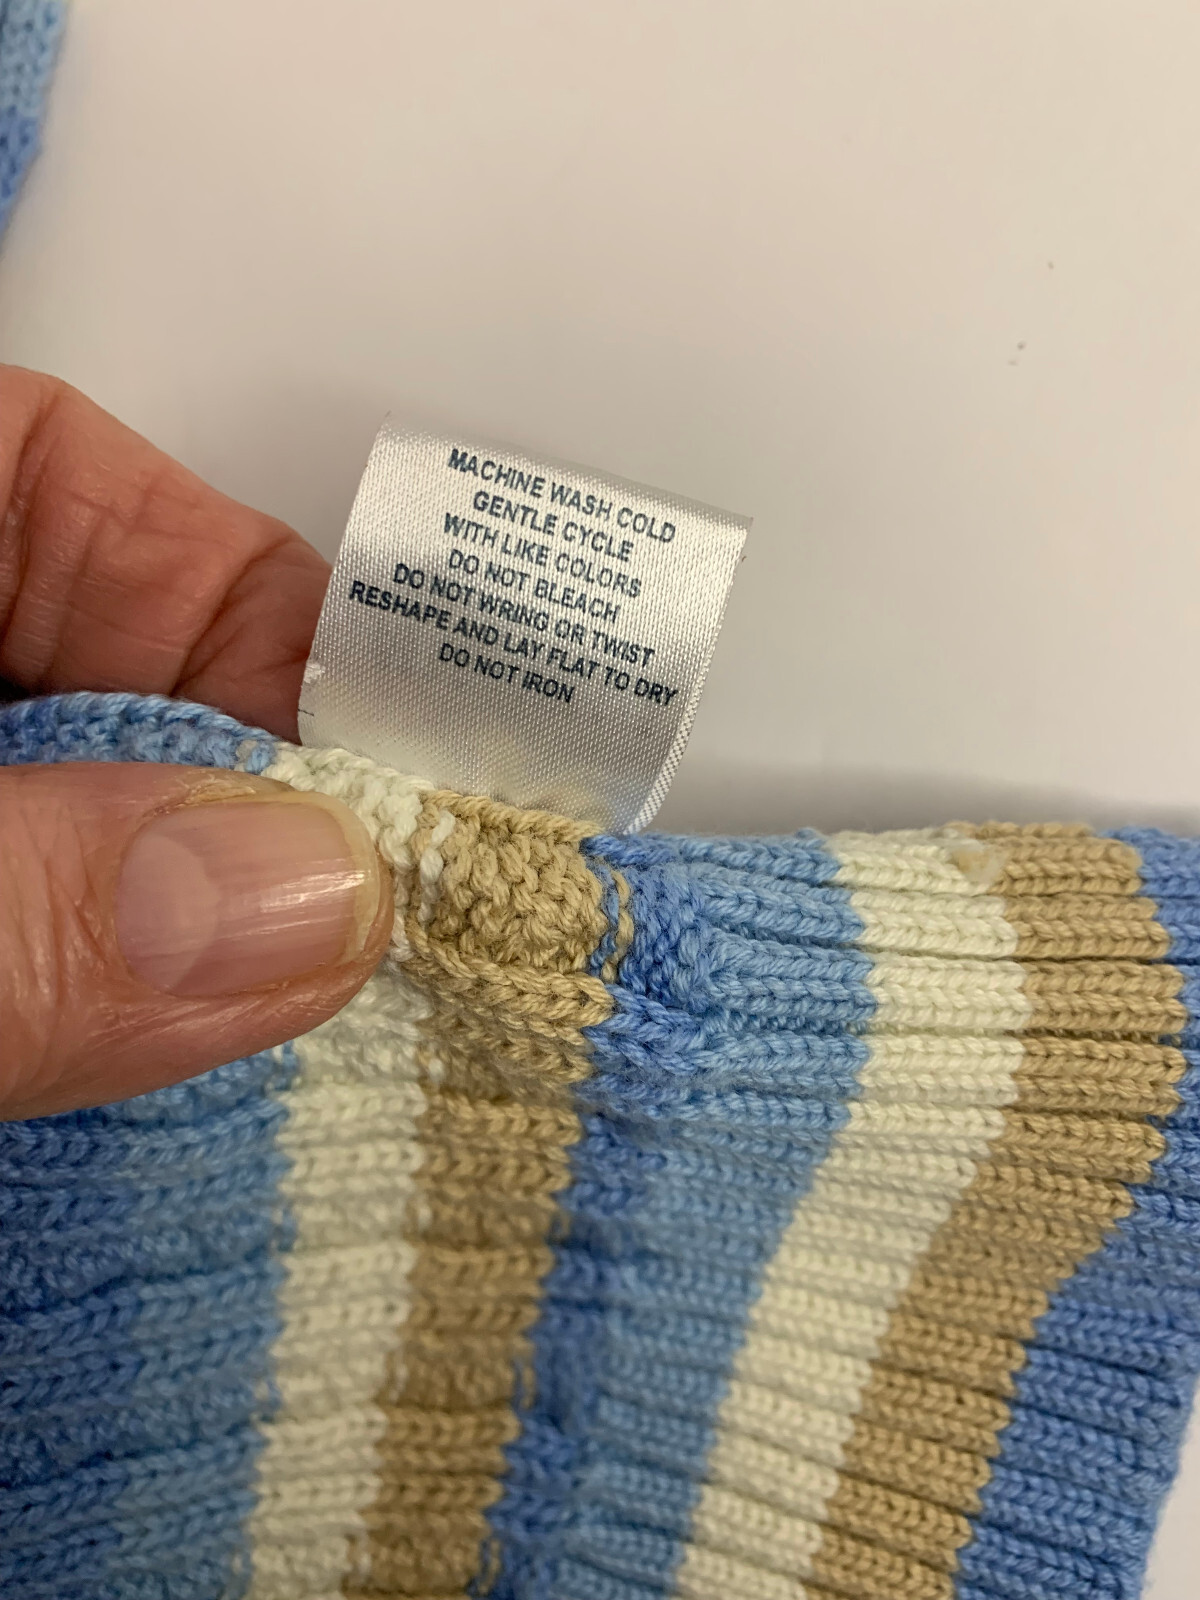 MACHINE WASH COLD
GENTLE CYCLE
WITH LIKE COLORS
DO NOT BLEACH
DO NOT WRING OR TWIST
RESHAPE AND LAY FLAT TO DRY
DO NOT IRON